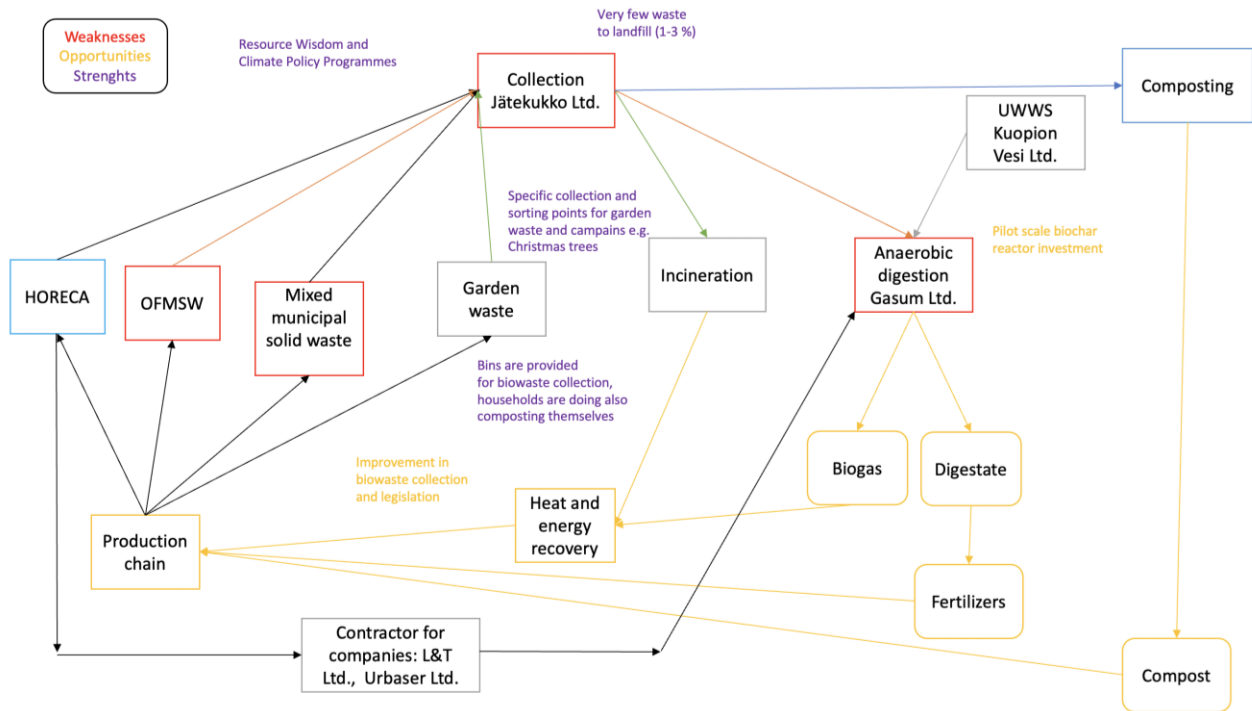 Weaknesses
Opportunities
Strenghts
Resource Wisdom and
Climate Policy Programmes
Very few waste
to landfill (1-3 %)
Collection
Jätekukko Ltd.
Composting
UWWS
Kuopion
Vesi Ltd.
Specific collection and
sorting points for garden
waste and campains e.g.
Christmas trees
Pilot scale biochar
reactor investment
HORECA
OFMSW
Mixed
municipal
solid waste
Garden
waste
Incineration
Anaerobic
digestion
Gasum Ltd.
Bins are provided
for biowaste collection,
households are doing also
composting themselves
Biogas
Digestate
Improvement in
biowaste collection
and legislation
Heat and
energy
recovery
Production
chain
Fertilizers
Contractor for
companies: L&T
Ltd., Urbaser Ltd.
Compost